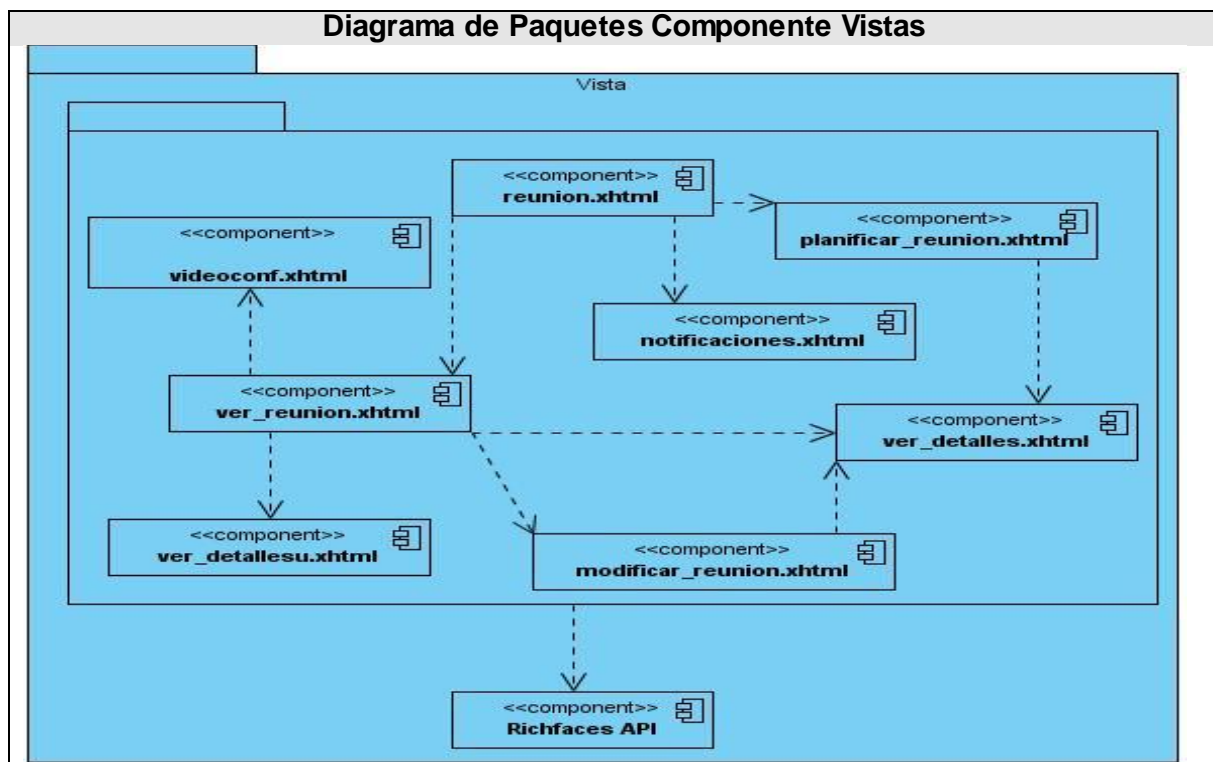 Diagrama de Paquetes Componente Vistas
Vista
<<component>>
reunion.xhtml
<<component>>
planificar_reunion.xhtml
<<component>>
videoconf.xhtml
<<component>>
notificaciones.xhtml
<<component>>
ver_reunion.xhtml
<<component>>
ver_detalles.xhtml
<<component>>
ver_detallesu.xhtml
<<component>>
modificar_reunion.xhtml
<<component>>
Richfaces API